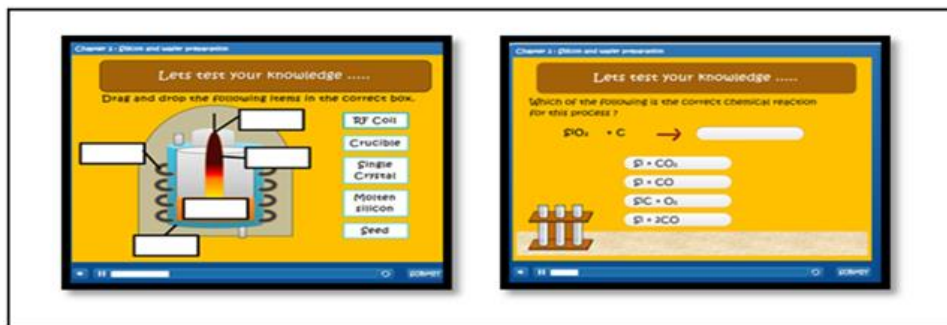 Chapter 2 - Silicon and wafer preparation
Lets test your knowledge .....
Drag and drop the following items in the correct box.
RF Coil
Crucible
Single
Crystal
Molten
silicon
Seed
SUBMIT
Chapter 2 - Silicon and wafer preparation
Lets test your knowledge .....
Which of the following is the correct chemical reaction
for this process ?
SiO₂ + C →
Si + CO₂
Si + CO
SiC + O₂
Si + 2CO
SUBMIT